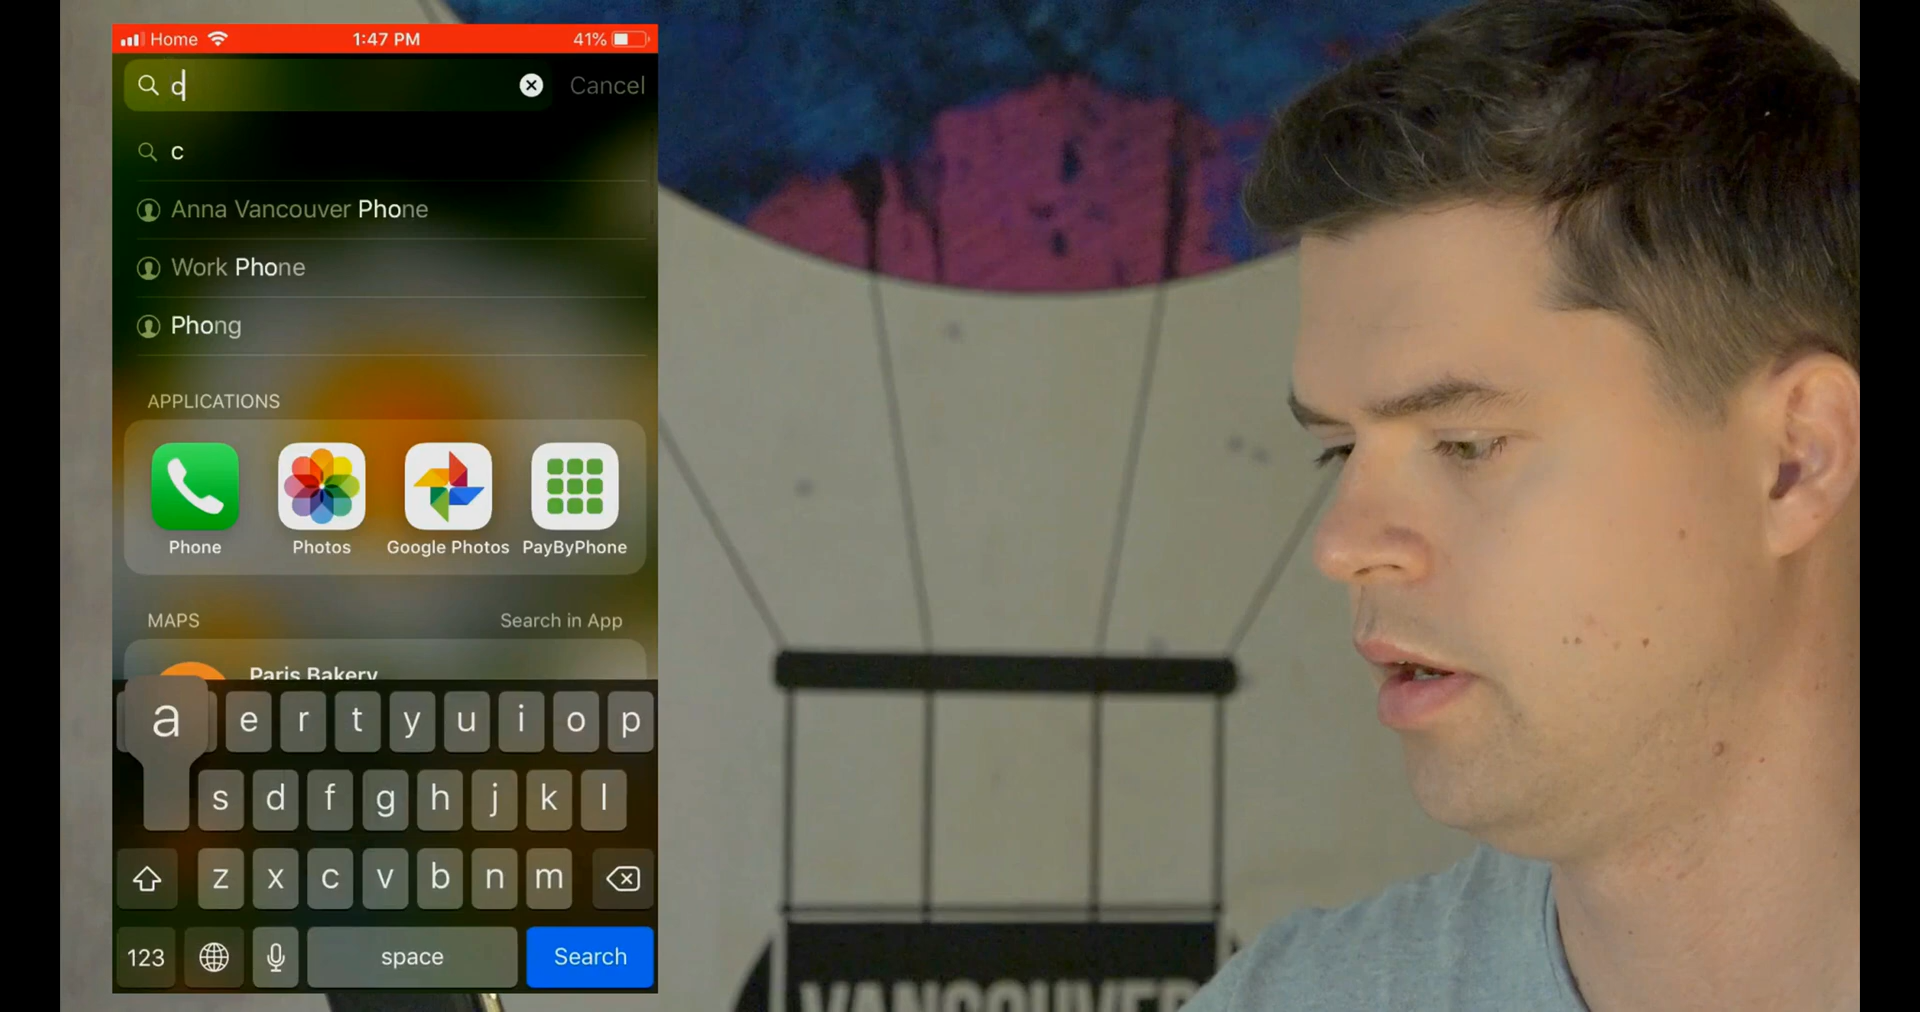 Home 1:47 PM 41%
c Cancel
c
Anna Vancouver Phone
Work Phone
Phong
APPLICATIONS
Phone Photos Google Photos PayByPhone
MAPS Search in App
Paris Bakery
a e r t y u i o p
s d f g h j k l
z x c v b n m
123 space Search
VANCOUVER